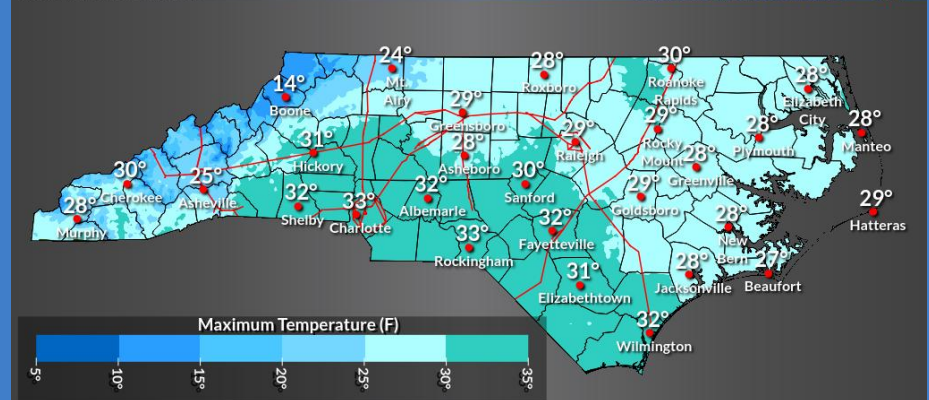 24°
Mt.
Airy
28°
Roxboro
30°
Roanoke
Rapids
14°
Boone
28°
Elizabeth
City
29°
Greensboro
28°
Manteo
29°
Raleigh
29°
Rocky
Mount
28°
Plymouth
31°
Hickory
28°
Asheboro
28°
Greenville
30°
Cherokee
25°
Asheville
32°
Albemarle
30°
Sanford
29°
Goldsboro
29°
Hatteras
28°
Murphy
32°
Shelby
33°
Charlotte
32°
Fayetteville
28°
New
Bern
33°
Rockingham
31°
Elizabethtown
28°
Jacksonville
27°
Beaufort
32°
Wilmington
Maximum Temperature (F)
5°
10°
15°
20°
25°
30°
35°